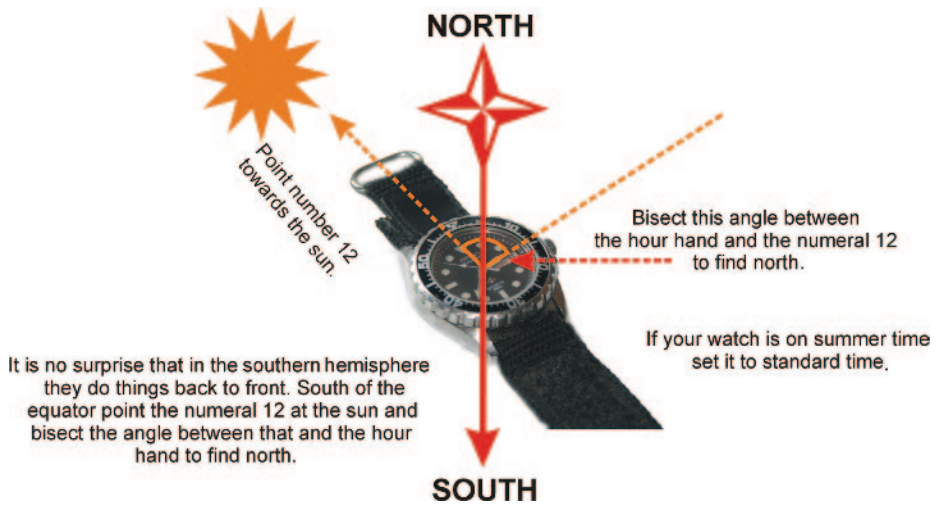 NORTH
Point number 12
towards the sun.
Bisect this angle between
the hour hand and the numeral 12
to find north.
If your watch is on summer time
set it to standard time.
It is no surprise that in the southern hemisphere
they do things back to front. South of the
equator point the numeral 12 at the sun and
bisect the angle between that and the hour
hand to find north.
SOUTH